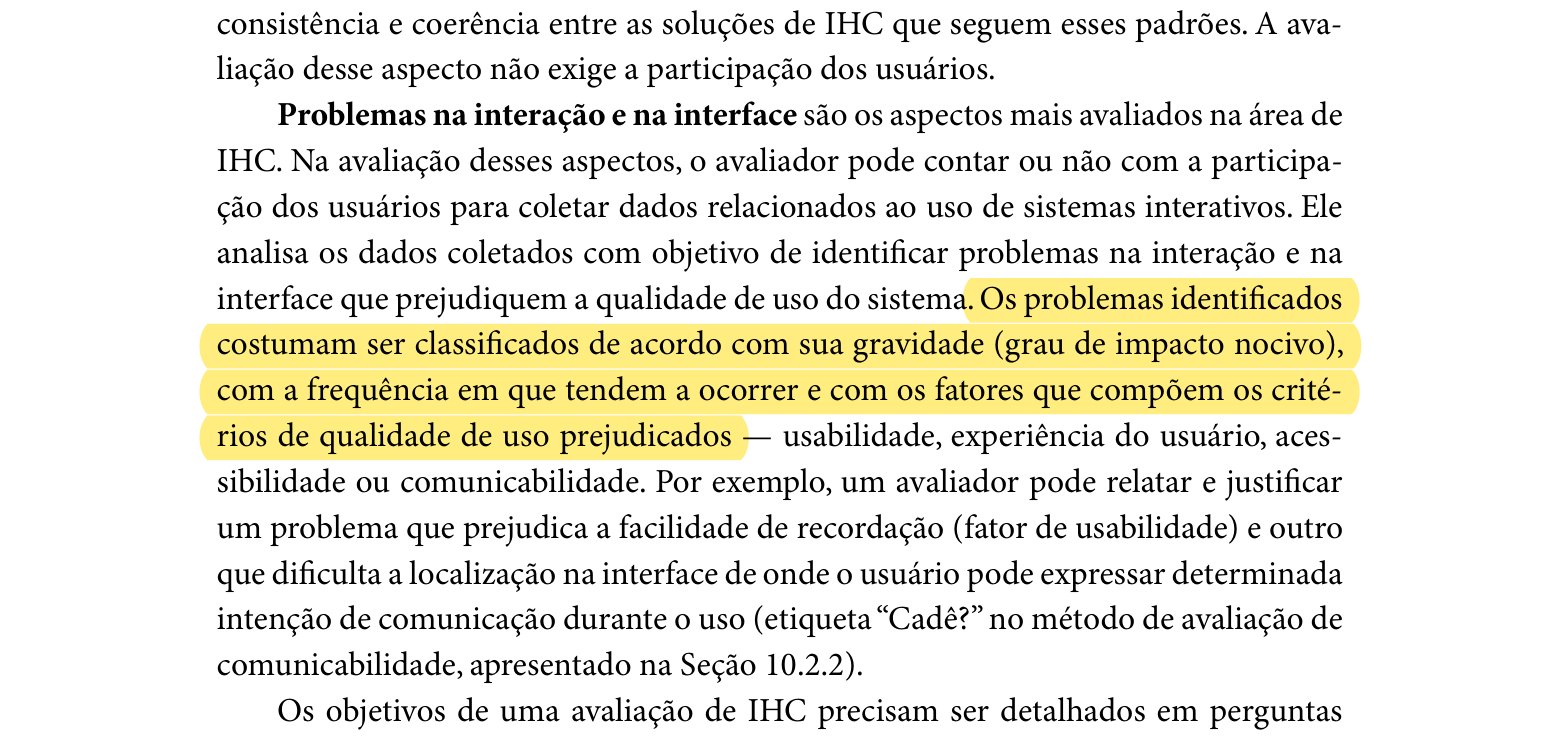 consistência e coerência entre as soluções de IHC que seguem esses padrões. A ava-
liação desse aspecto não exige a participação dos usuários.
Problemas na interação e na interface são os aspectos mais avaliados na área de
IHC. Na avaliação desses aspectos, o avaliador pode contar ou não com a participa-
ção dos usuários para coletar dados relacionados ao uso de sistemas interativos. Ele
analisa os dados coletados com objetivo de identificar problemas na interação e na
interface que prejudiquem a qualidade de uso do sistema. Os problemas identificados
costumam ser classificados de acordo com sua gravidade (grau de impacto nocivo),
com a frequência em que tendem a ocorrer e com os fatores que compõem os crité-
rios de qualidade de uso prejudicados — usabilidade, experiência do usuário, aces-
sibilidade ou comunicabilidade. Por exemplo, um avaliador pode relatar e justificar
um problema que prejudica a facilidade de recordação (fator de usabilidade) e outro
que dificulta a localização na interface de onde o usuário pode expressar determinada
intenção de comunicação durante o uso (etiqueta “Cadê?” no método de avaliação de
comunicabilidade, apresentado na Seção 10.2.2).
Os objetivos de uma avaliação de IHC precisam ser detalhados em perguntas